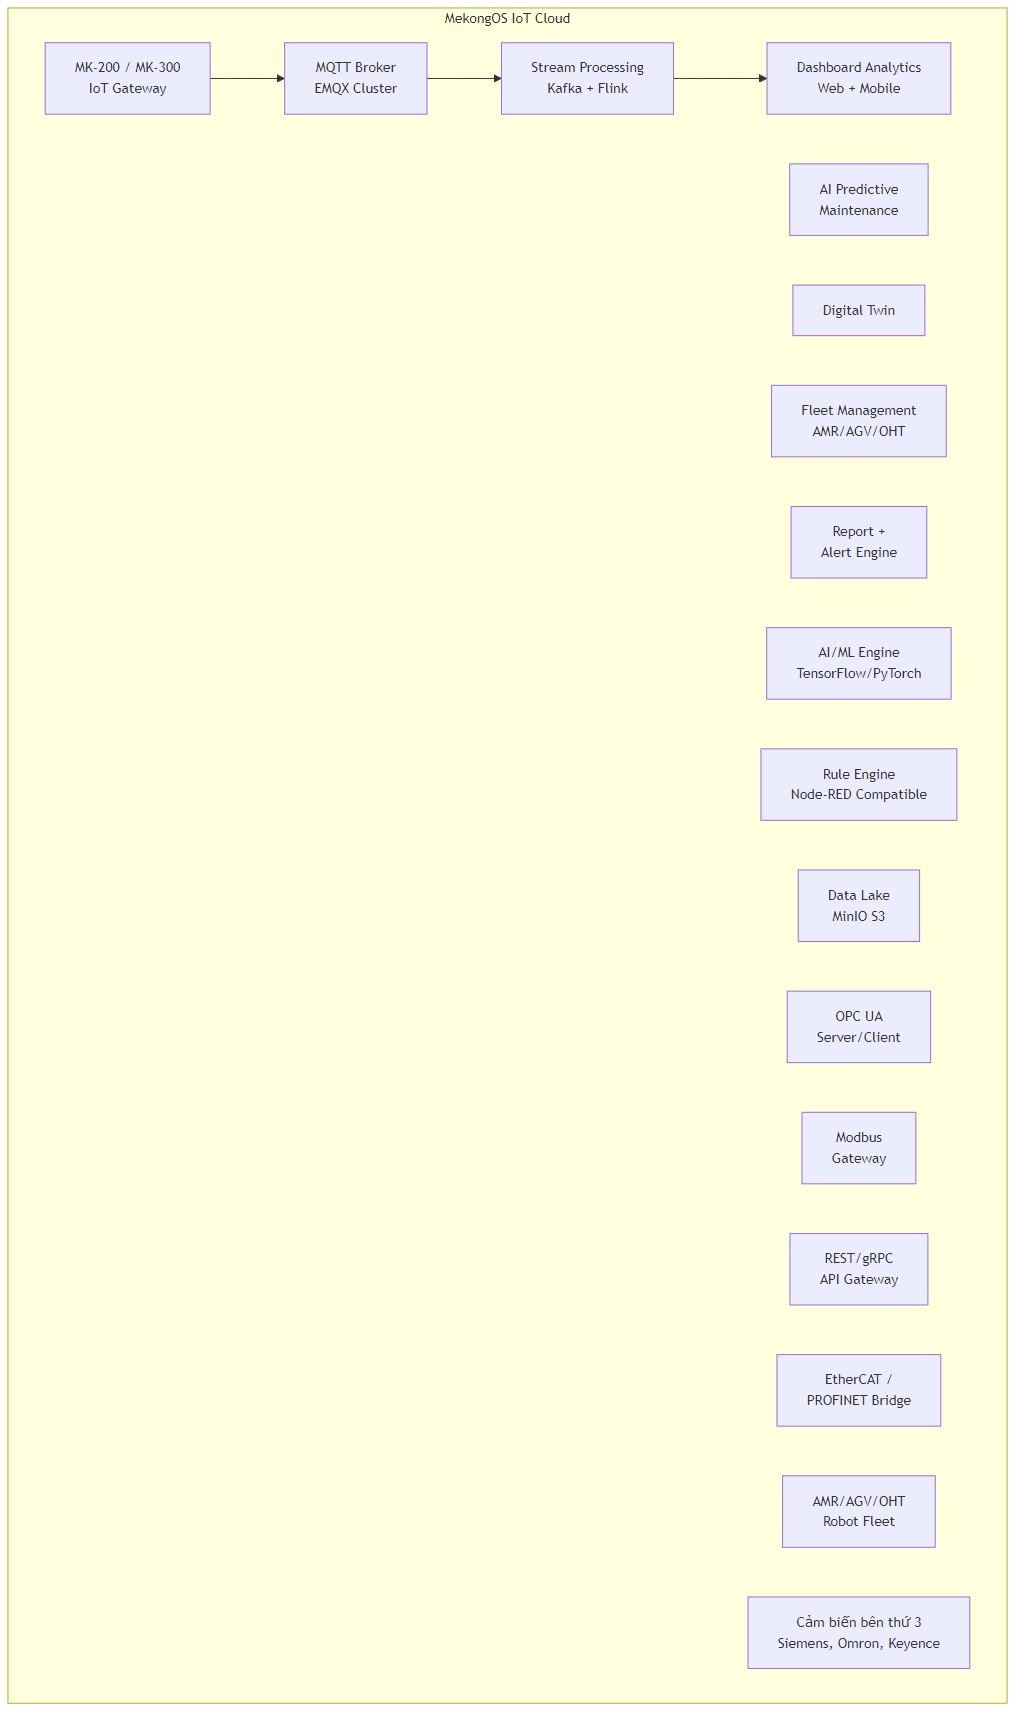 MekongOS IoT Cloud
MK-200 / MK-300
IoT Gateway
MQTT Broker
EMQX Cluster
Stream Processing
Kafka + Flink
Dashboard Analytics
Web + Mobile
AI Predictive
Maintenance
Digital Twin
Fleet Management
AMR/AGV/OHT
Report +
Alert Engine
AI/ML Engine
TensorFlow/PyTorch
Rule Engine
Node-RED Compatible
Data Lake
MinIO S3
OPC UA
Server/Client
Modbus
Gateway
REST/gRPC
API Gateway
EtherCAT /
PROFINET Bridge
AMR/AGV/OHT
Robot Fleet
Cảm biến bên thứ 3
Siemens, Omron, Keyence